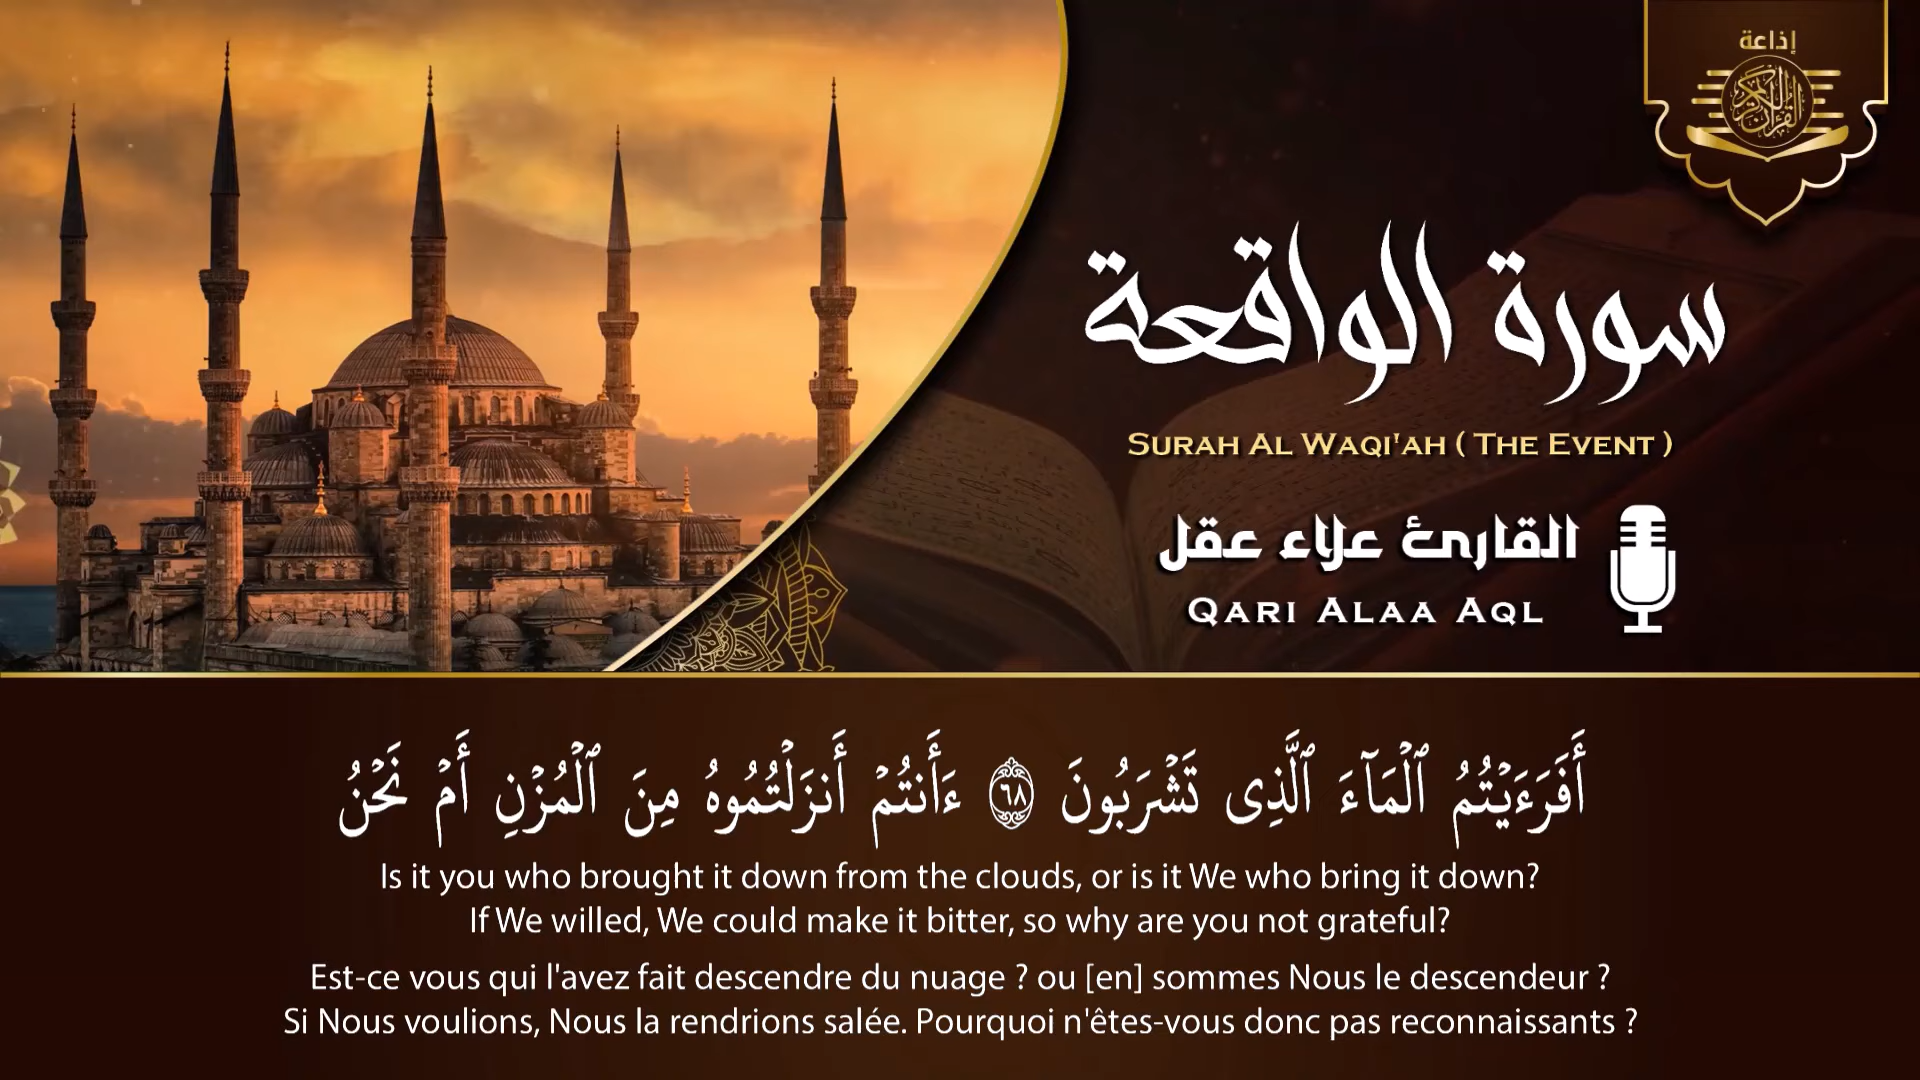 إذاعة
القرآن الكريم
سورة الواقعة
SURAH AL WAQI'AH ( THE EVENT )
القارئ علاء عقل
QARI ALAA AQL
أَفَرَءَيْتُمُ ٱلْمَآءَ ٱلَّذِى تَشْرَبُونَ ٦٨ ءَأَنتُمْ أَنزَلْتُمُوهُ مِنَ ٱلْمُزْنِ أَمْ نَحْنُ
Is it you who brought it down from the clouds, or is it We who bring it down?
If We willed, We could make it bitter, so why are you not grateful?
Est-ce vous qui l'avez fait descendre du nuage ? ou [en] sommes Nous le descendeur ?
Si Nous voulions, Nous la rendrions salée. Pourquoi n'êtes-vous donc pas reconnaissants ?